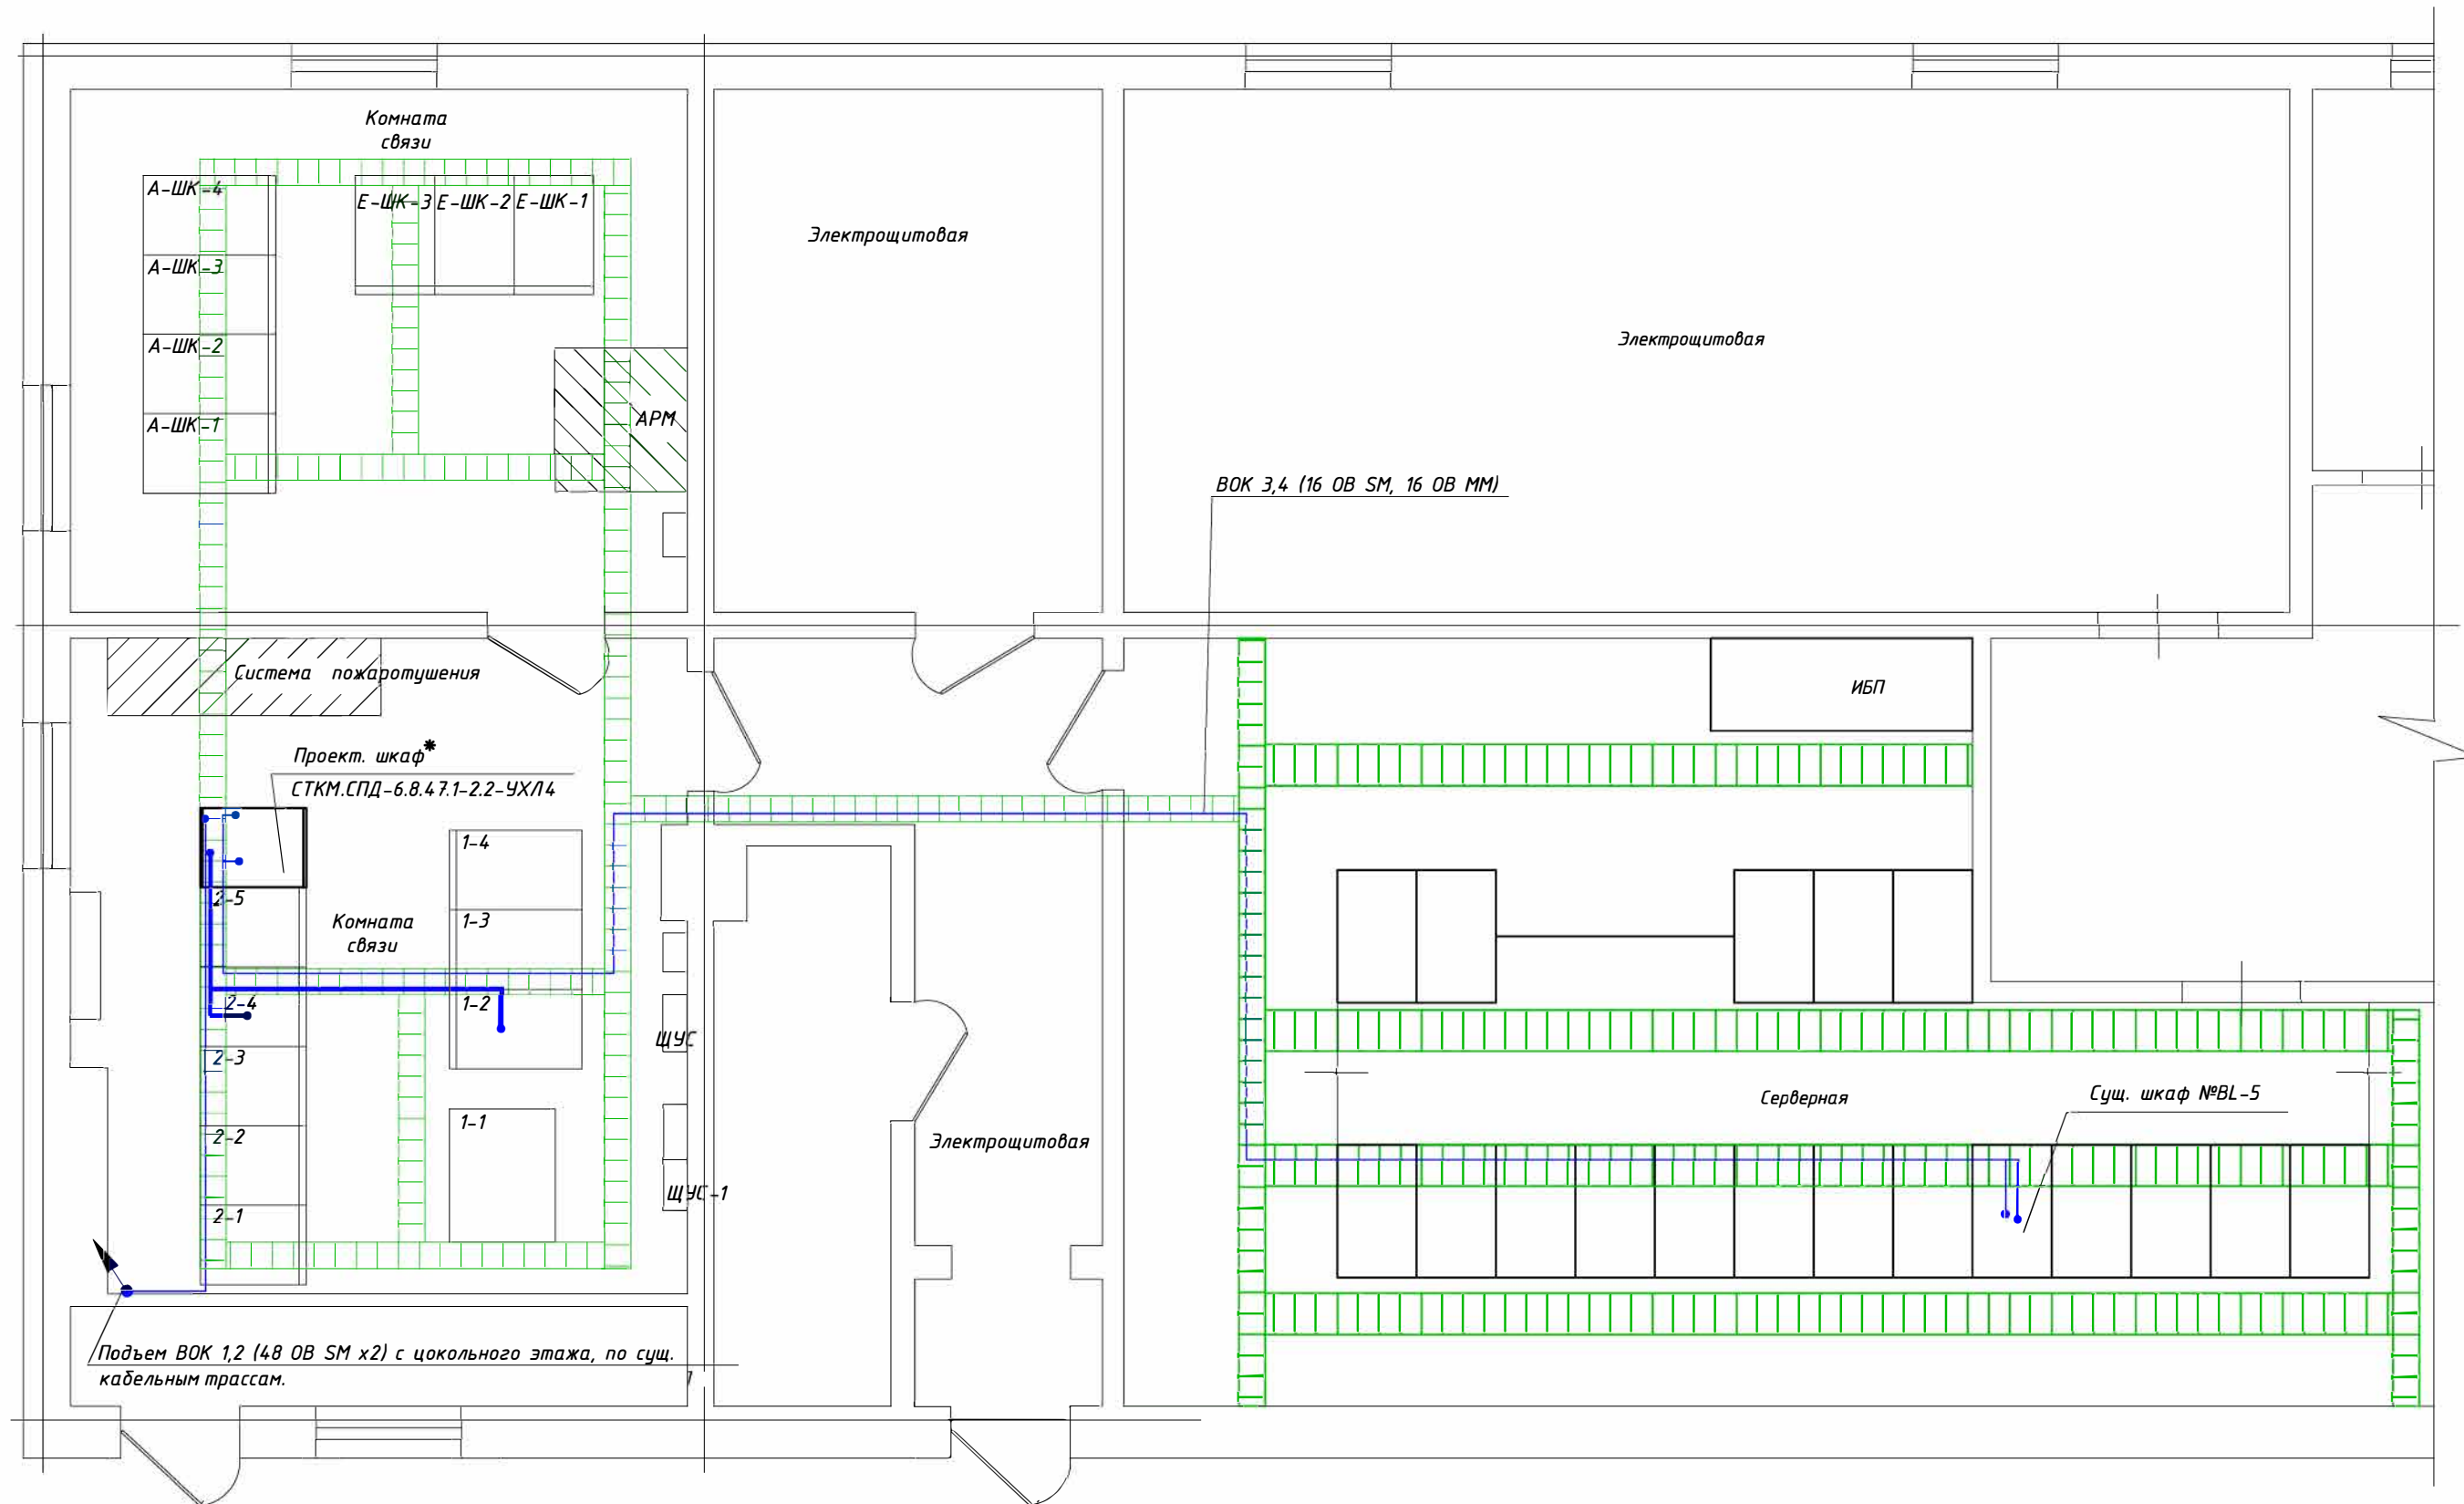 Комната
связи
А-ШК-4
Е-ШК-3 Е-ШК-2 Е-ШК-1
Электрощитовая
А-ШК-3
Электрощитовая
А-ШК-2
АРМ
А-ШК-1
ВОК 3,4 (16 ОВ SM, 16 ОВ MM)
Система пожаротушения
ИБП
Проект. шкаф*
СТКМ.СПД-6.8.47.1-2.2-УХЛ4
1-4
2-5
Комната
связи
1-3
2-4
1-2
ЩУС
2-3
Серверная
Сущ. шкаф №BL-5
1-1
2-2
Электрощитовая
ЩУС-1
2-1
Подъем ВОК 1,2 (48 ОВ SM x2) с цокольного этажа, по сущ.
кабельным трассам.